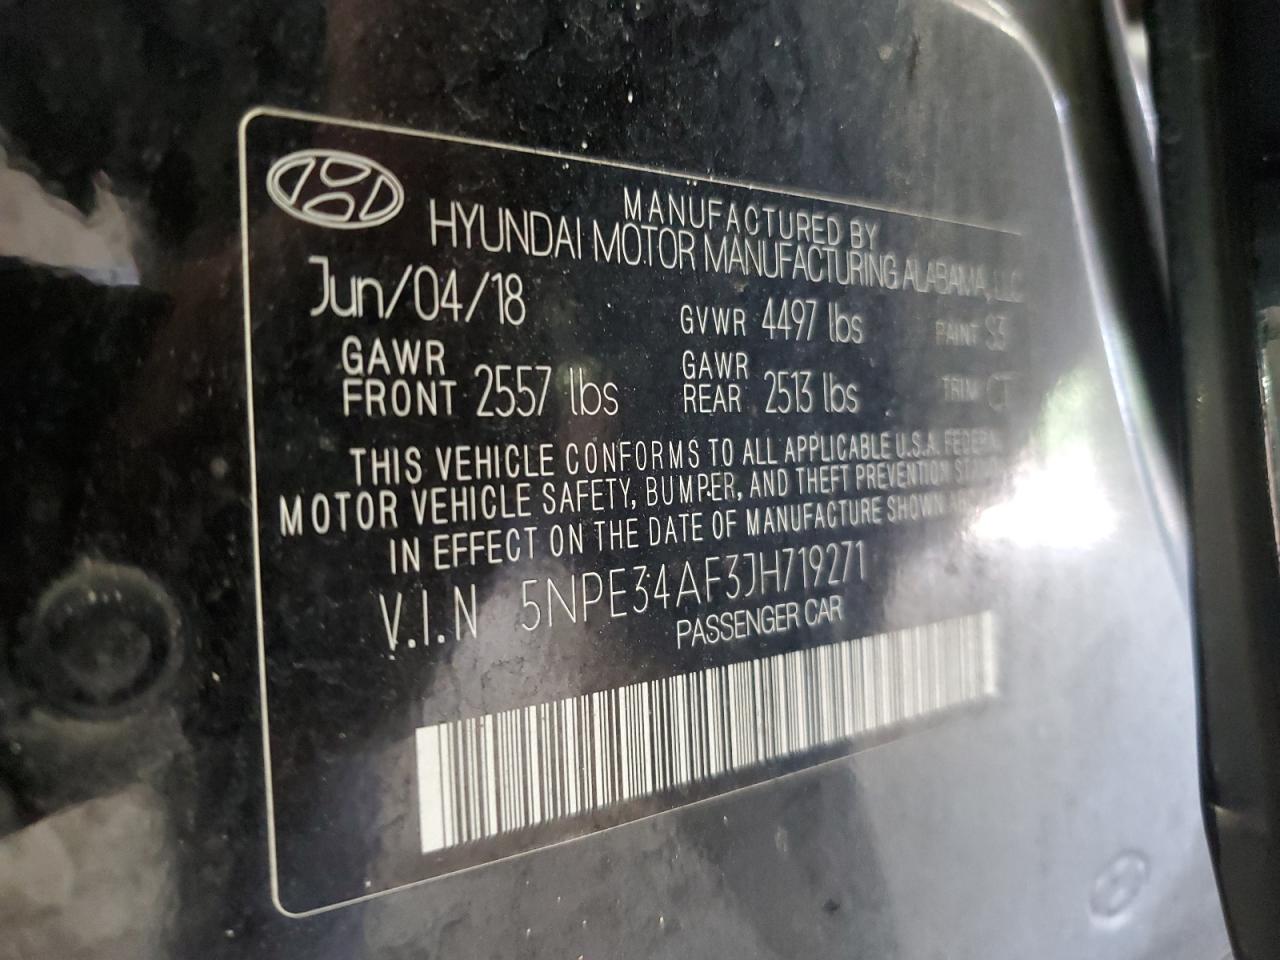 MANUFACTURED BY
HYUNDAI MOTOR MANUFACTURING ALABAMA, LLC
Jun/04/18 GVWR 4497 lbs PAINT S3
GAWR FRONT 2557 lbs GAWR REAR 2513 lbs TRIM CT
THIS VEHICLE CONFORMS TO ALL APPLICABLE U.S.A. FEDERAL
MOTOR VEHICLE SAFETY, BUMPER, AND THEFT PREVENTION
IN EFFECT ON THE DATE OF MANUFACTURE SHOWN
V.I.N 5NPE34AF3JH719271
PASSENGER CAR